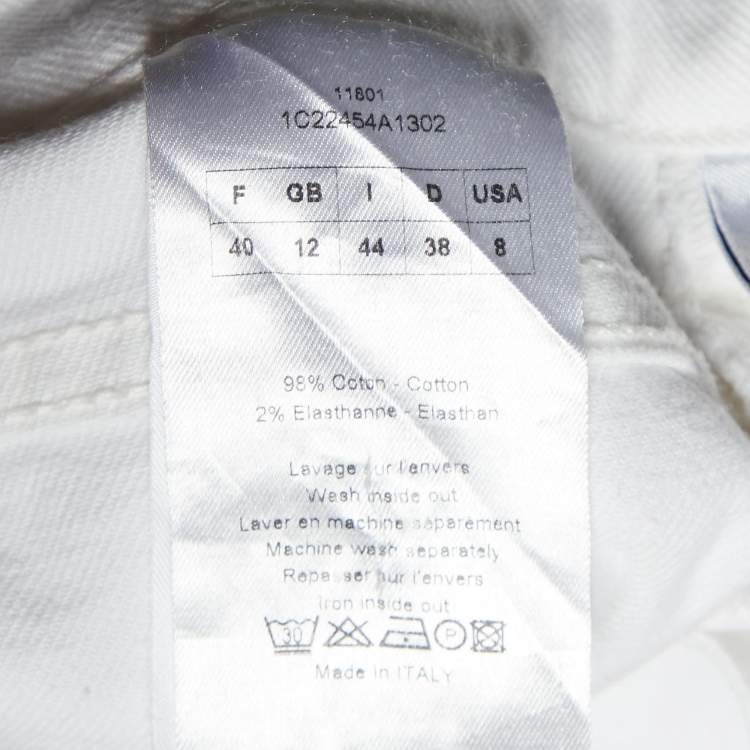 11801
1C22454A1302
F GB I D USA
40 12 44 38 8
98% Coton - Cotton
2% Elasthanne - Elasthan
Lavage sur l'envers
Wash inside out
Laver en machine séparément
Machine wash separately
Repasser sur l'envers
Iron inside out
30 P
Made in ITALY